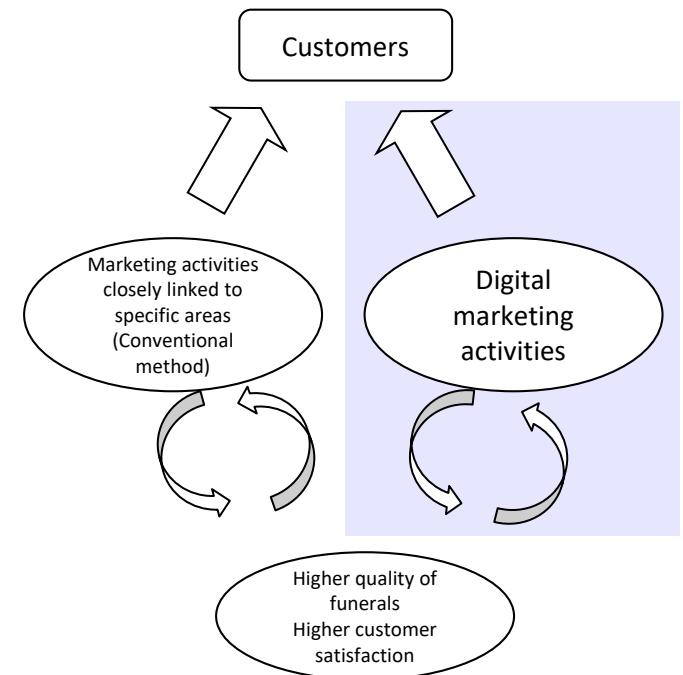 Customers
Marketing activities
closely linked to
specific areas
(Conventional
method)
Digital
marketing
activities
Higher quality of
funerals
Higher customer
satisfaction